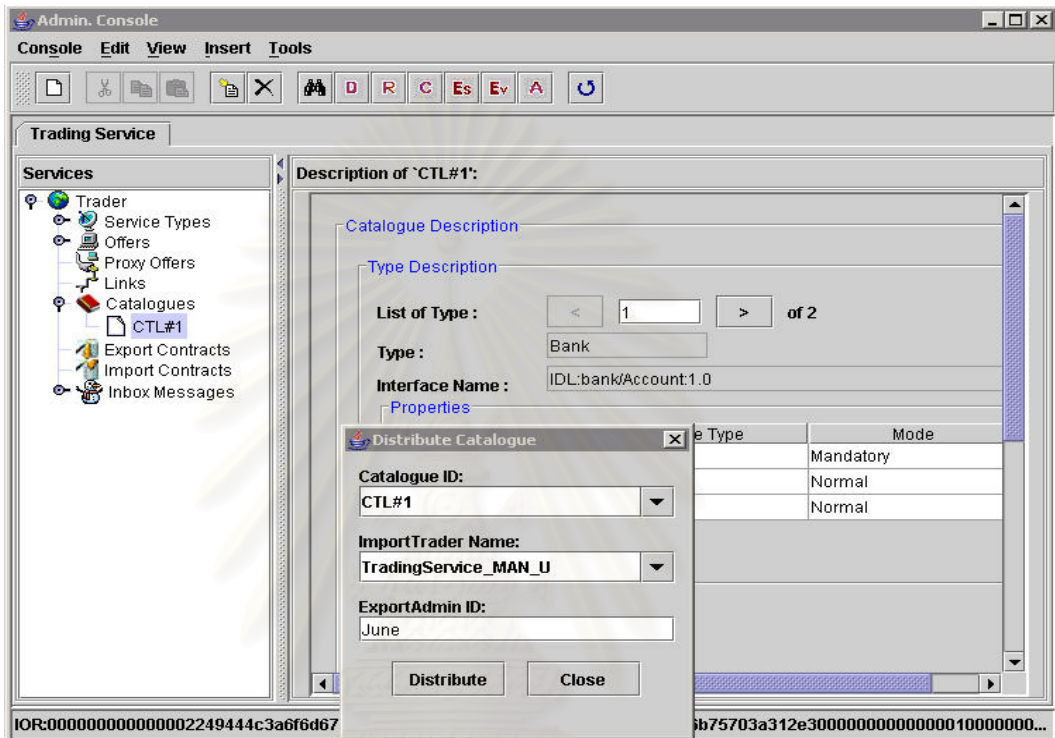 Admin. Console
Console Edit View Insert Tools
D R C Es Ev A
Trading Service
Services
Trader
Service Types
Offers
Proxy Offers
Links
Catalogues
CTL#1
Export Contracts
Import Contracts
Inbox Messages
Description of `CTL#1':
Catalogue Description
Type Description
List of Type : < 1 > of 2
Type : Bank
Interface Name : IDL:bank/Account:1.0
Properties
e Type Mode
Mandatory
Normal
Normal
Distribute Catalogue
Catalogue ID:
CTL#1
ImportTrader Name:
TradingService_MAN_U
ExportAdmin ID:
June
Distribute Close
IOR:000000000000002249444c3a6f6d67
b75703a312e30000000000000010000000...